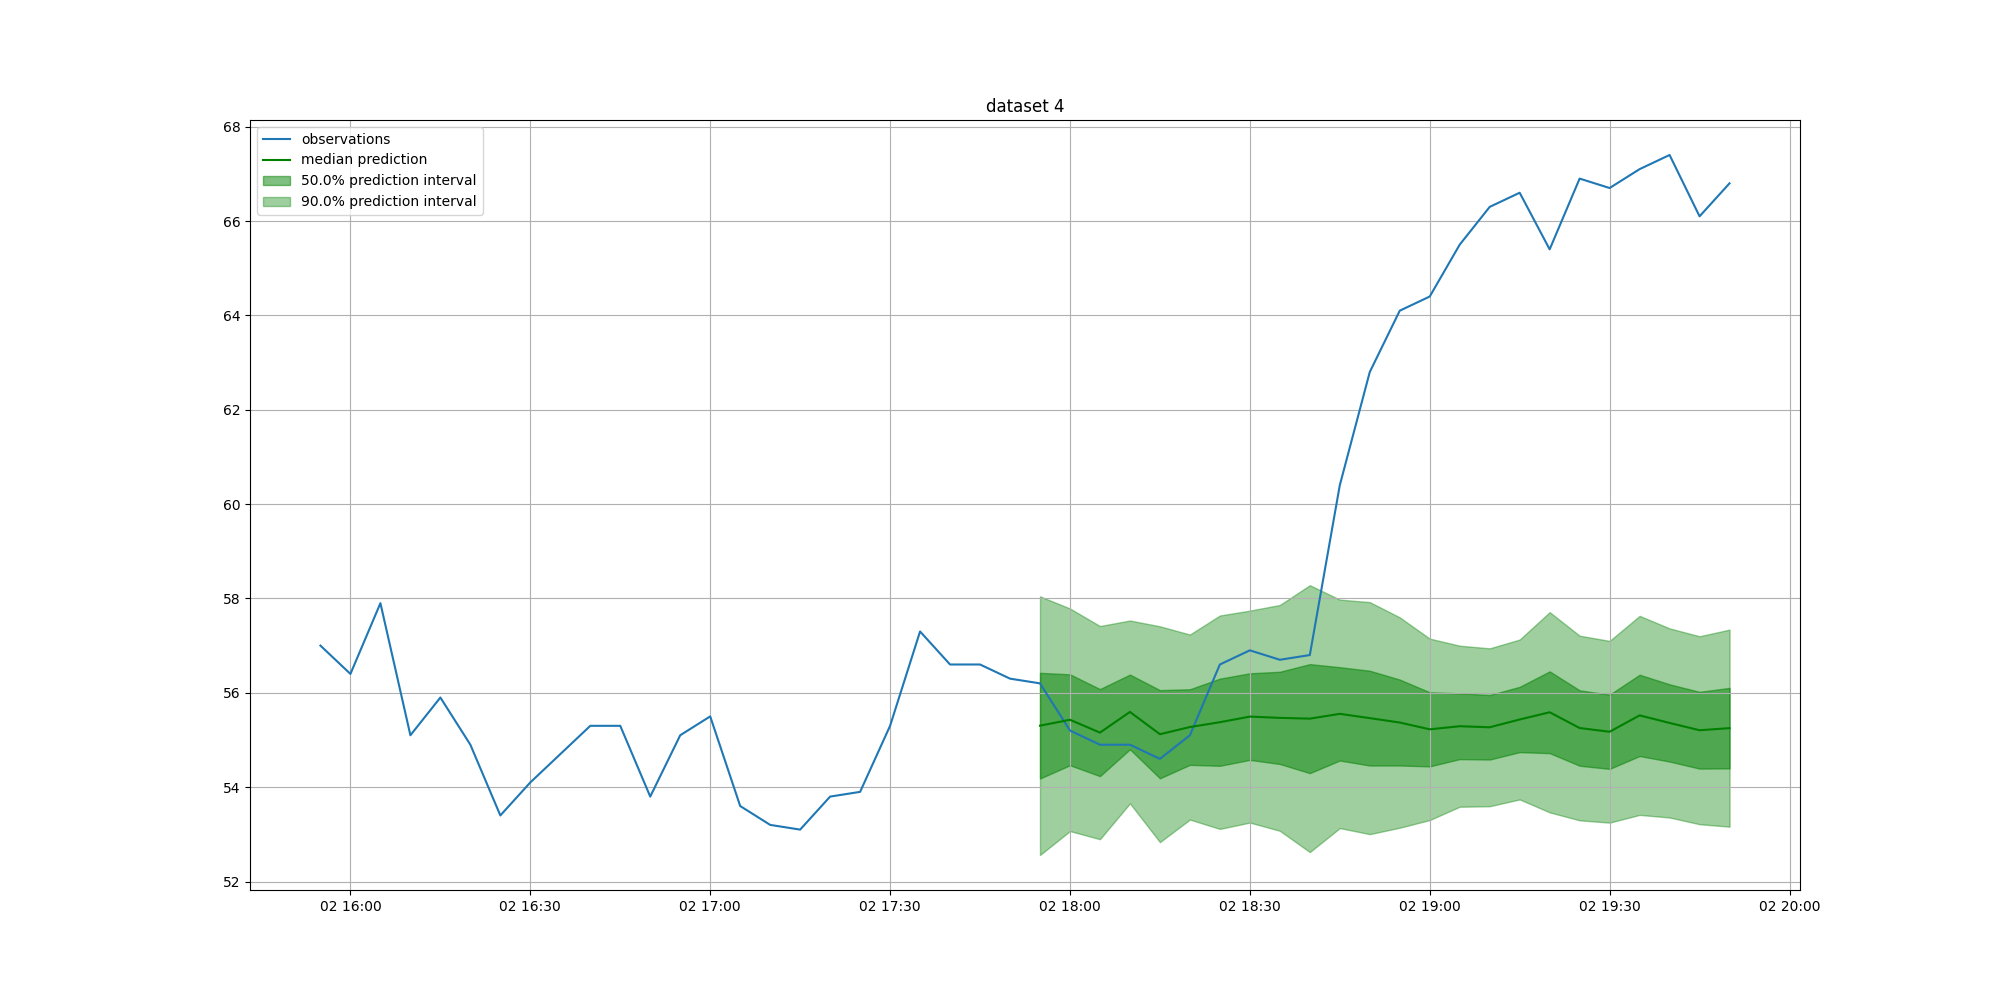 dataset 4
observations
median prediction
50.0% prediction interval
90.0% prediction interval
68
66
64
62
60
58
56
54
52
02 16:00 02 16:30 02 17:00 02 17:30 02 18:00 02 18:30 02 19:00 02 19:30 02 20:00